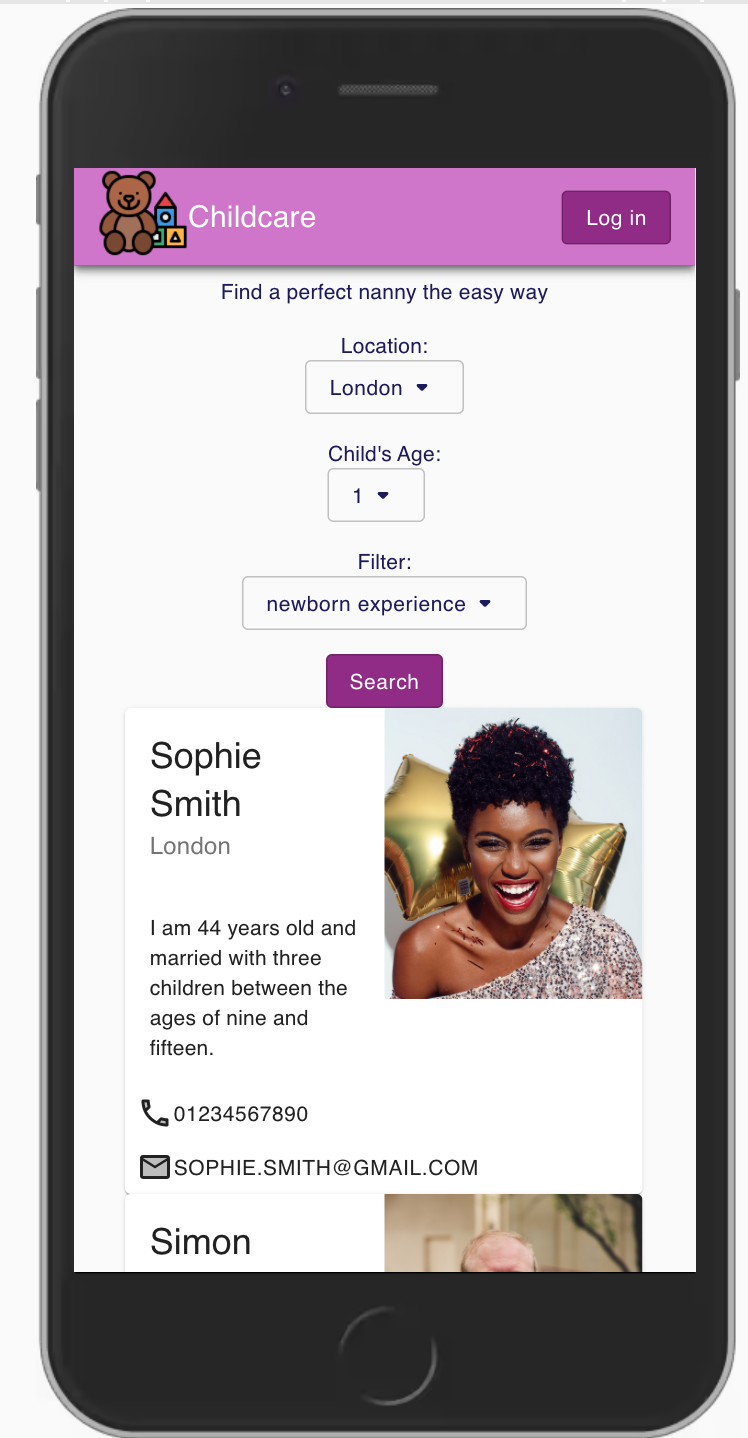 Childcare
Log in
Find a perfect nanny the easy way
Location:
London
Child's Age:
1
Filter:
newborn experience
Search
Sophie
Smith
London
I am 44 years old and
married with three
children between the
ages of nine and
fifteen.
01234567890
SOPHIE.SMITH@GMAIL.COM
Simon